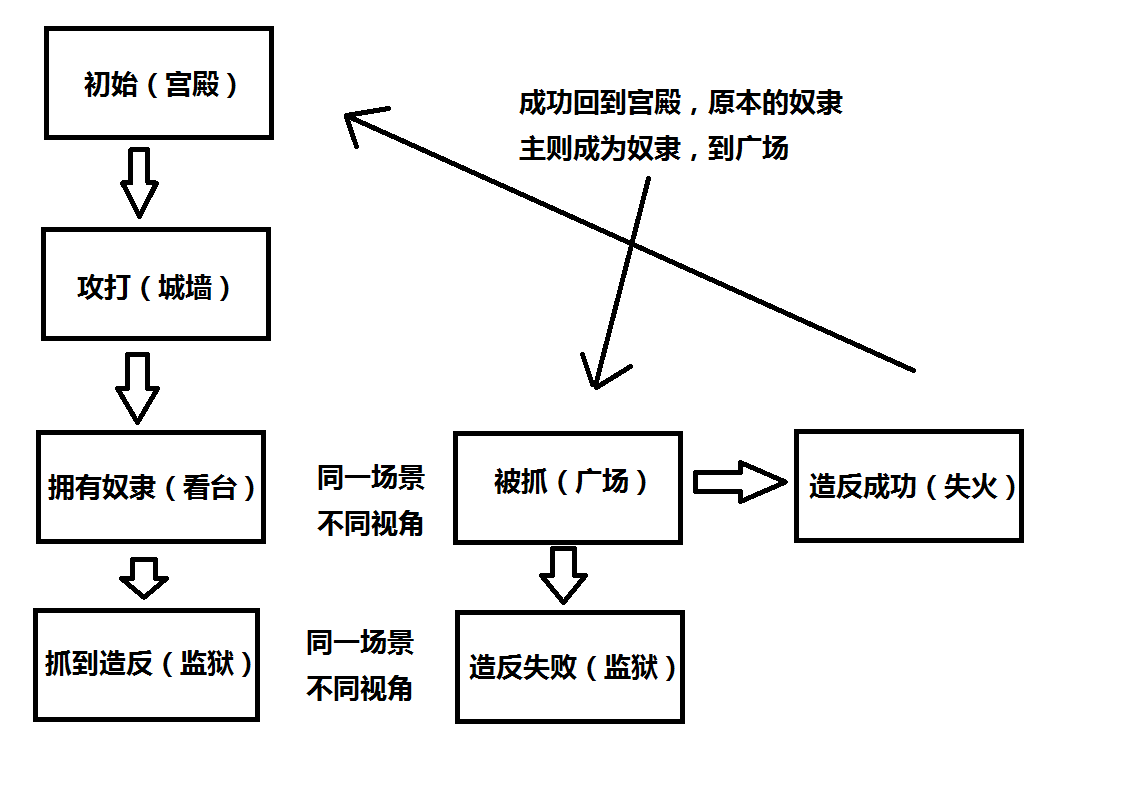 初始（宫殿）
成功回到宫殿，原本的奴隶
主则成为奴隶，到广场
攻打（城墙）
拥有奴隶（看台）
同一场景
不同视角
被抓（广场）
造反成功（失火）
抓到造反（监狱）
同一场景
不同视角
造反失败（监狱）